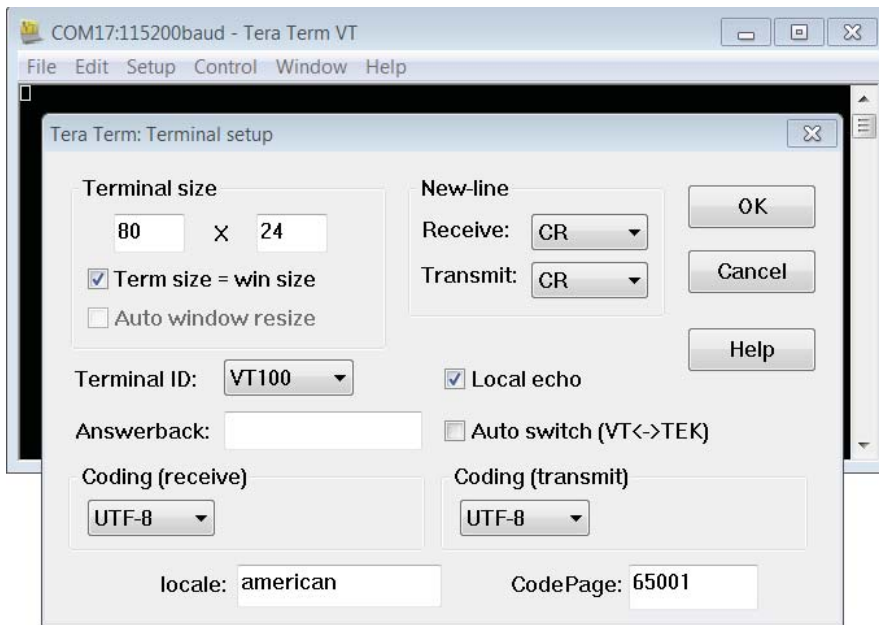 COM17:115200baud - Tera Term VT
File Edit Setup Control Window Help
Tera Term: Terminal setup
Terminal size
80 X 24
Term size = win size
Auto window resize
New-line
Receive: CR
Transmit: CR
OK
Cancel
Help
Terminal ID: VT100
Local echo
Answerback:
Auto switch (VT<->TEK)
Coding (receive)
UTF-8
Coding (transmit)
UTF-8
locale: american
CodePage: 65001